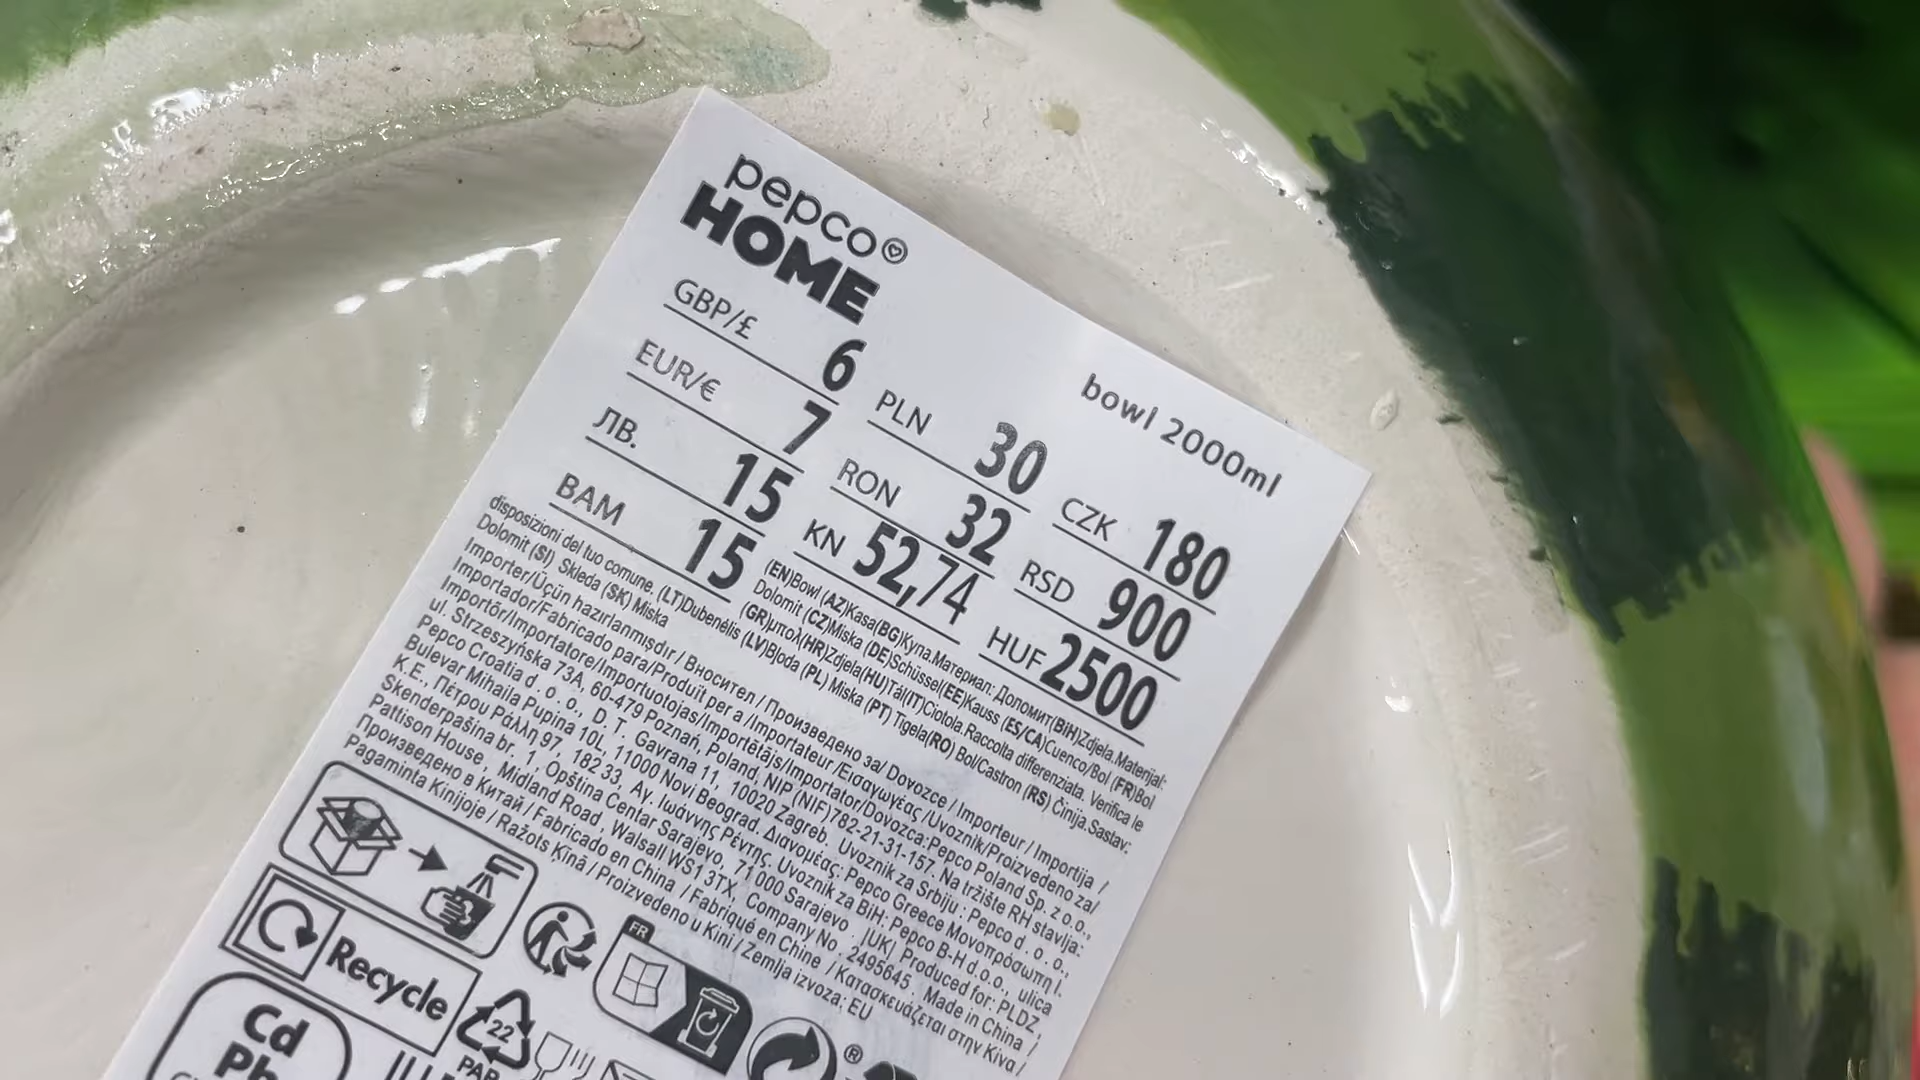 pepco
HOME
bowl 2000ml
GBP/£ 6 PLN 30 CZK 180
EUR/€ 7 RON 32 RSD 900
ЛВ. 15 KN 52,74 HUF 2500
BAM 15
(EN)Bowl (AZ)Kasa(BG)Купа.Материал: Доломит(BiH)Zdjela.Materijal:
Dolomit (CZ)Miska (DE)Schüssel(EE)Kauss (ES/CA)Cuenco/Bol (FR)Bol
(GR)μπολ(HR)Zdjela(HU)Tál(IT)Ciotola.Raccolta differenziata. Verifica le
disposizioni del tuo comune. (LT)Dubenėlis (LV)Bļoda (PL) Miska (PT) Tigela(RO) Bol/Castron (RS) Činija.Sastav:
Dolomit (SI) Skleda (SK) Miska
Importer/Üçün hazırlanmışdır / Вносител / Произведено за/ Dovozce / Importeur / Importija /
Importador/Fabricado para/Produit per a /Importateur /Εισαγωγέας /Uvoznik/Proizvedeno za/
Importőr/Importatore/Importuotojas/Importētājs/Importator/Dovozca:Pepco Poland Sp. z o.o.,
ul. Strzeszyńska 73A, 60-479 Poznań, Poland, NIP (NIF)782-21-31-157. Na tržište RH stavlja:
Pepco Croatia d. o. o., D. T. Gavrana 11, 10020 Zagreb. Uvoznik za Srbiju : Pepco d. o. o.,
Bulevar Mihaila Pupina 10L, 11000 Novi Beograd. Διανομέας: Pepco Greece Μονοπρόσωπη Ι.
Κ.Ε., Πέτρου Ράλλη 97, 182 33, Αγ. Ιωάννης Ρέντης. Uvoznik za BiH: Pepco B-H d.o.o., ulica
Skenderpašina br. 1, Opština Centar Sarajevo, 71 000 Sarajevo . |UK| Produced for: PLDZ,
Pattison House , Midland Road , Walsall WS1 3TX, Company No . 2495645 . Made in China /
Произведено в Китай / Fabricado en China / Fabriqué en Chine / Κατασκευάζεται στην Κίνα /
Pagaminta Kinijoje / Ražots Ķīnā / Proizvedeno u Kini / Zemlja izvoza: EU
FR
Recycle
22
PAP
Cd
Pb
®